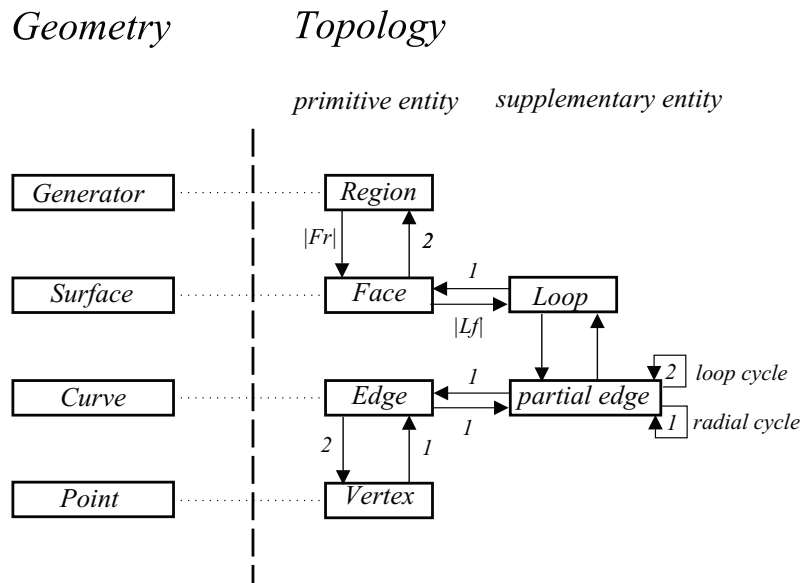 Geometry Topology
primitive entity supplementary entity
Generator Region
|Fr| 2
1
Surface Face Loop
|Lf|
2 loop cycle
1
Curve Edge partial edge
1 1 radial cycle
2 1
Point Vertex